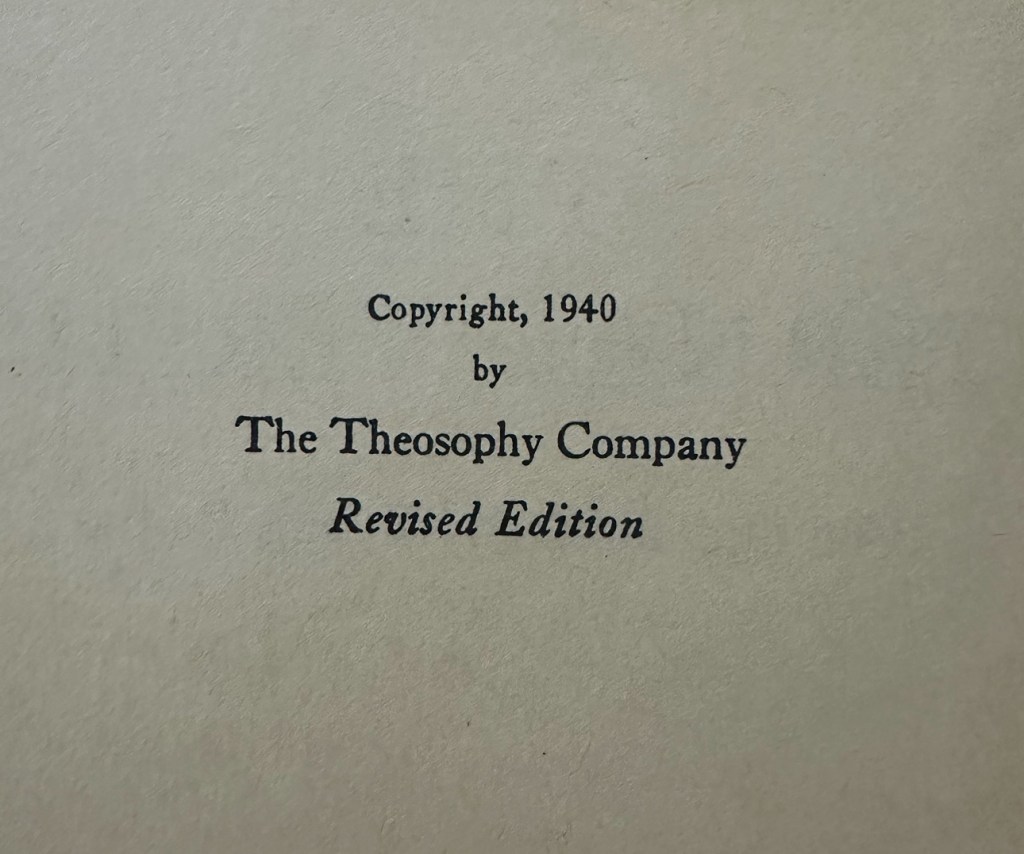 Copyright, 1940
by
The Theosophy Company
Revised Edition